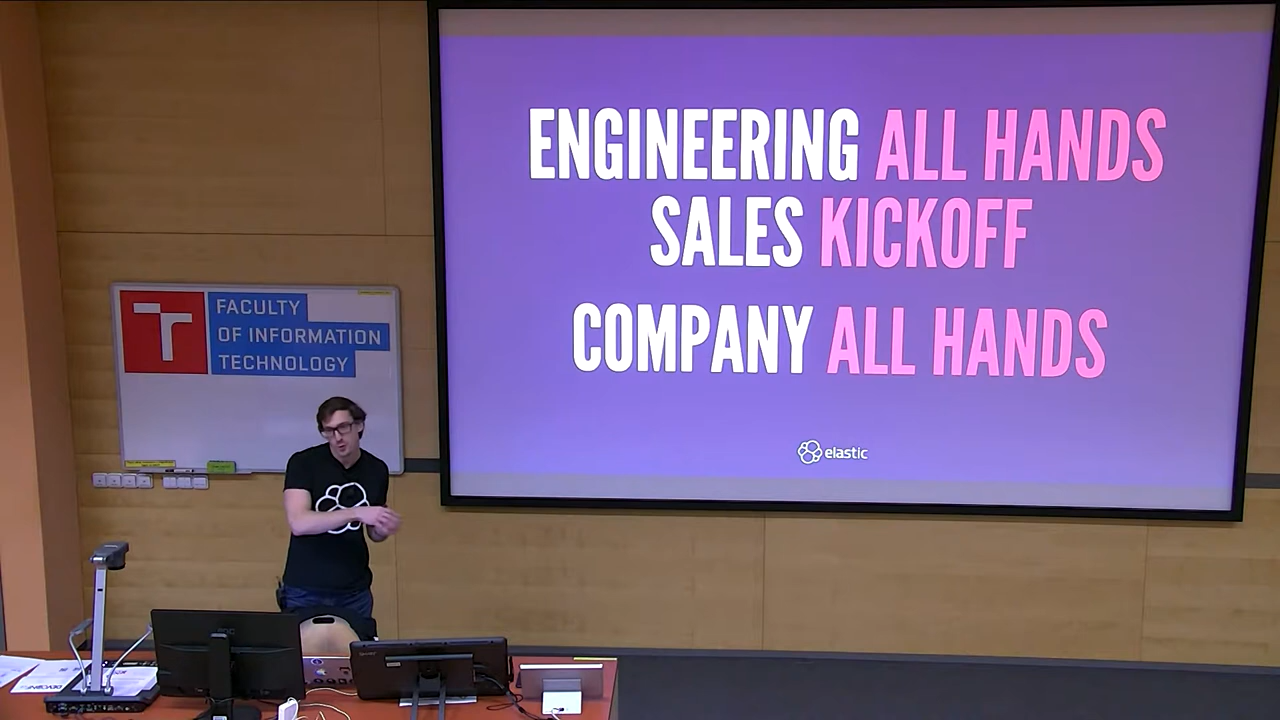 ENGINEERING ALL HANDS
SALES KICKOFF
COMPANY ALL HANDS
elastic
FACULTY
OF INFORMATION
TECHNOLOGY